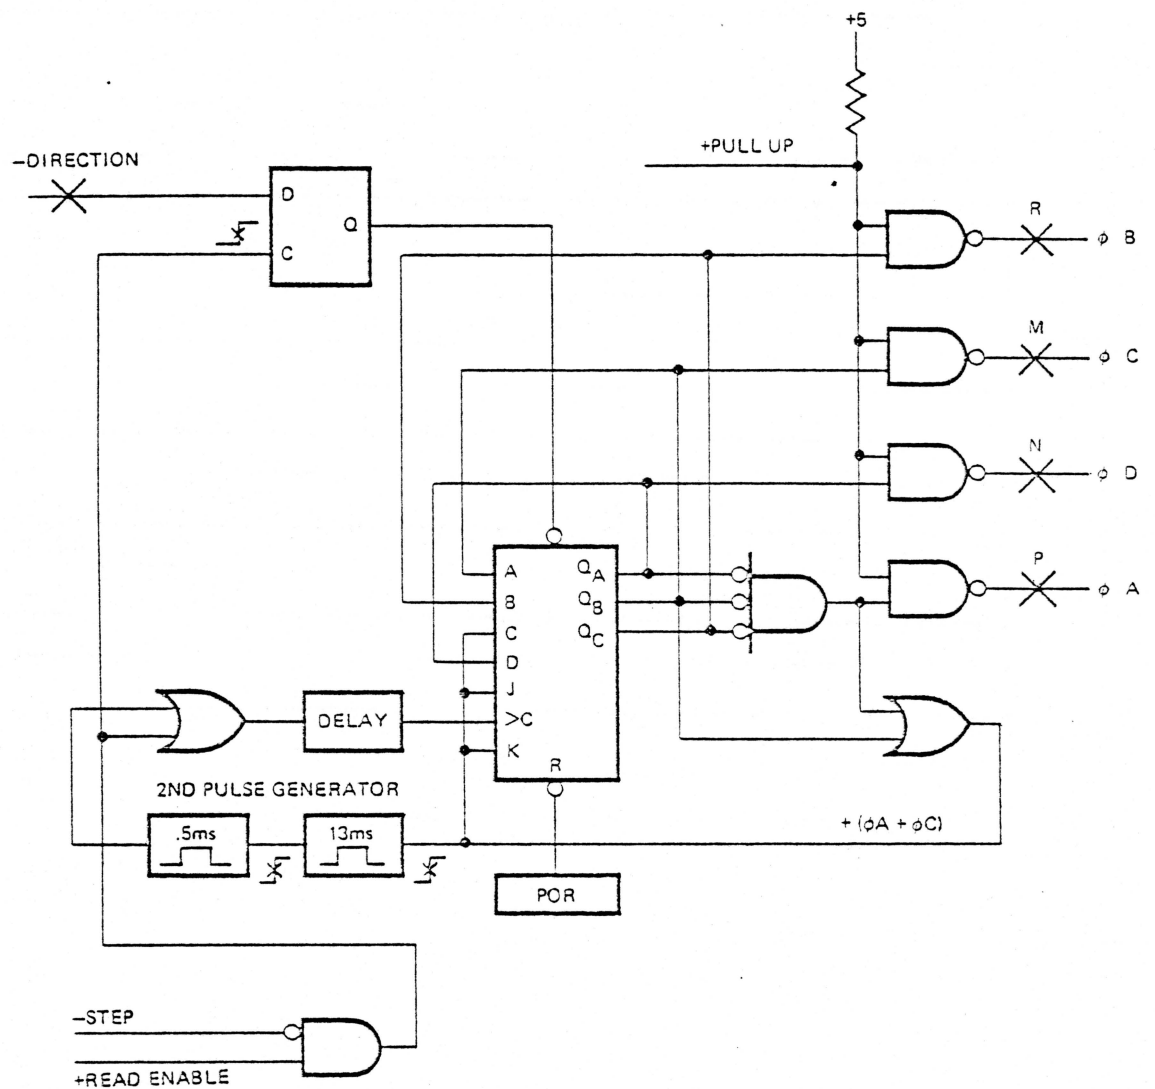 +5
+PULL UP
−DIRECTION
D
Q
C
R
φ B
M
φ C
N
φ D
P
φ A
A
B
C
D
J
>C
K
R
QA
QB
QC
DELAY
2ND PULSE GENERATOR
.5ms
13ms
+ (φA + φC)
POR
−STEP
+READ ENABLE